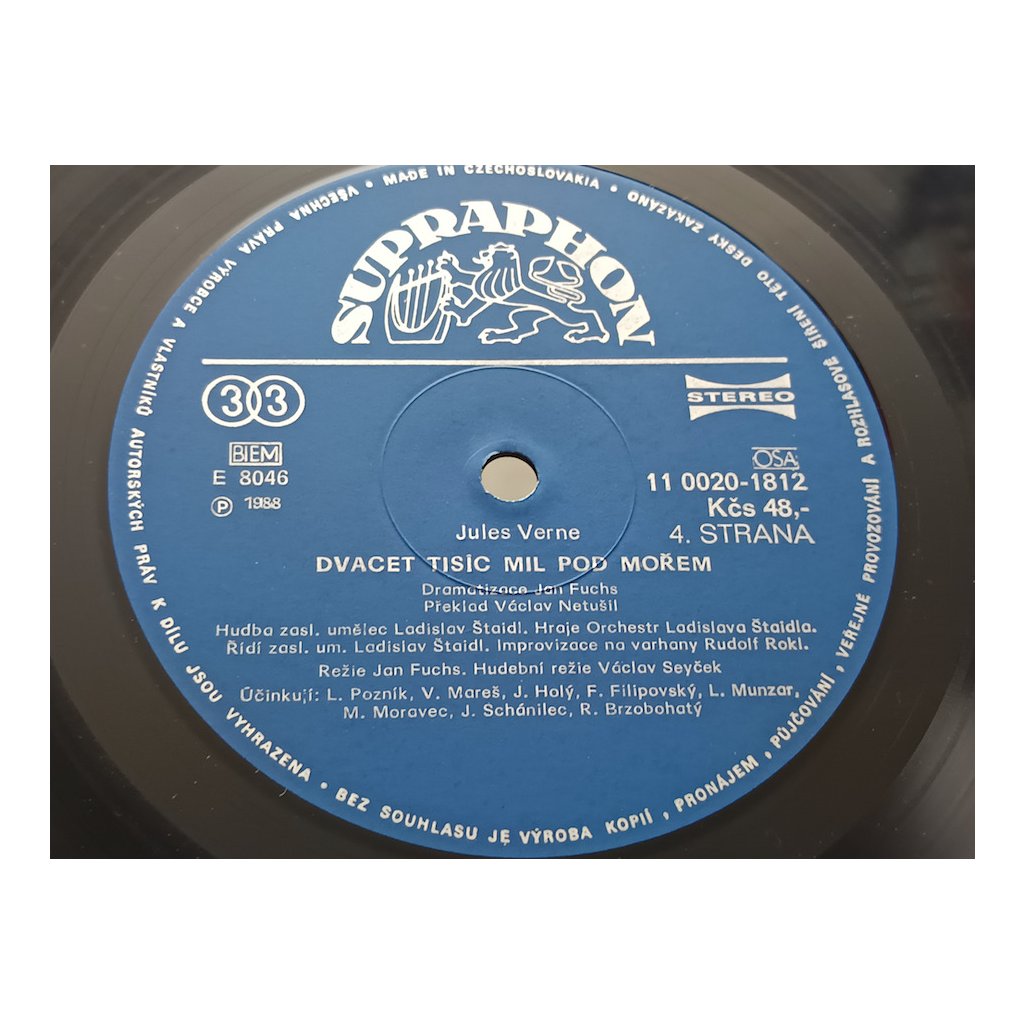 VŠECHNA PRÁVA VÝROBCE A VLASTNÍKŮ AUTORSKÝCH PRÁV K DÍLU JSOU VYHRAZENA • BEZ SOUHLASU JE VÝROBA KOPIÍ, PRONÁJEM, PŮJČOVÁNÍ, VEŘEJNÉ PROVOZOVÁNÍ A ROZHLASOVÉ ŠÍŘENÍ TÉTO DESKY ZAKÁZÁNO • MADE IN CZECHOSLOVAKIA •
SUPRAPHON
33
STEREO
BIEM
OSA
E 8046
11 0020-1812
℗ 1988
Kčs 48,-
4. STRANA
Jules Verne
DVACET TISÍC MIL POD MOŘEM
Dramatizace Jan Fuchs
Překlad Václav Netušil
Hudba zasl. umělec Ladislav Štaidl. Hraje Orchestr Ladislava Štaidla.
Řídí zasl. um. Ladislav Štaidl. Improvizace na varhany Rudolf Rokl.
Režie Jan Fuchs. Hudební režie Václav Seyček
Účinkují: L. Pozník, V. Mareš, J. Holý, F. Filipovský, L. Munzar,
M. Moravec, J. Schánilec, R. Brzobohatý